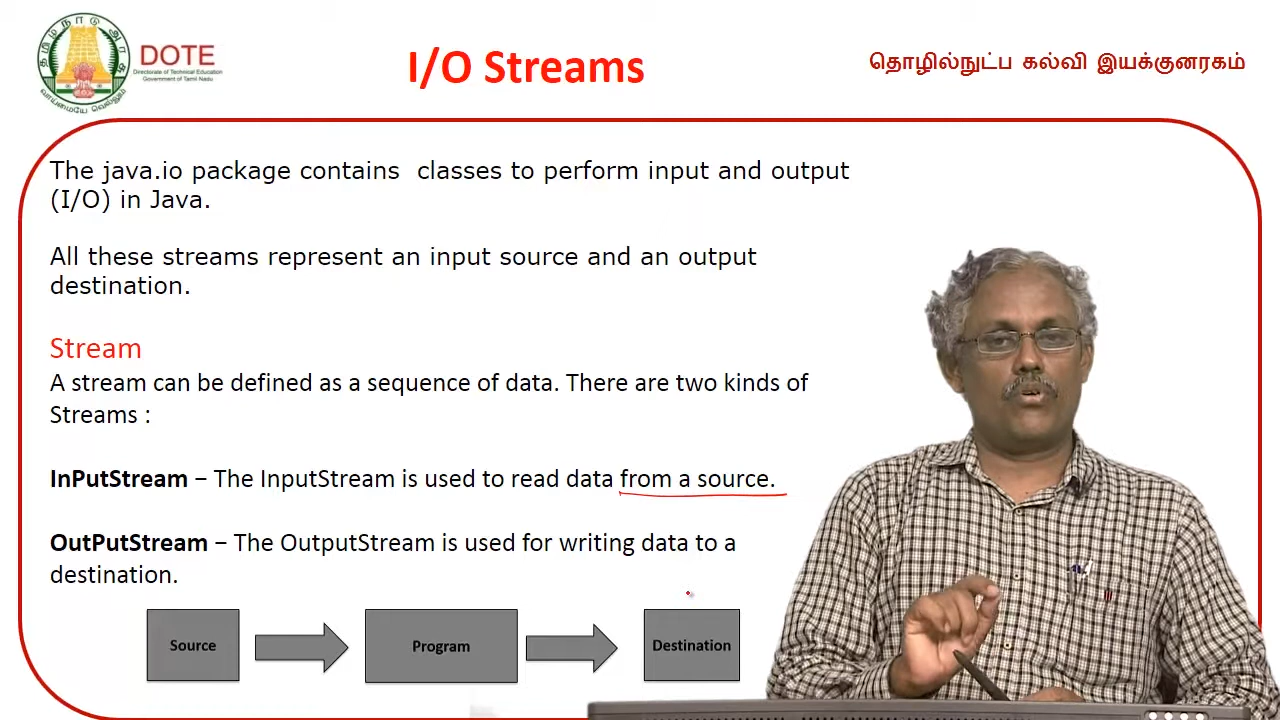 தமிழ்நாடு அரசு
வாய்மையே வெல்லும்
DOTE
Directorate of Technical Education
Government of Tamil Nadu
I/O Streams
தொழில்நுட்ப கல்வி இயக்குனரகம்
The java.io package contains classes to perform input and output
(I/O) in Java.
All these streams represent an input source and an output
destination.
Stream
A stream can be defined as a sequence of data. There are two kinds of
Streams :
InPutStream – The InputStream is used to read data from a source.
OutPutStream – The OutputStream is used for writing data to a
destination.
Source
Program
Destination